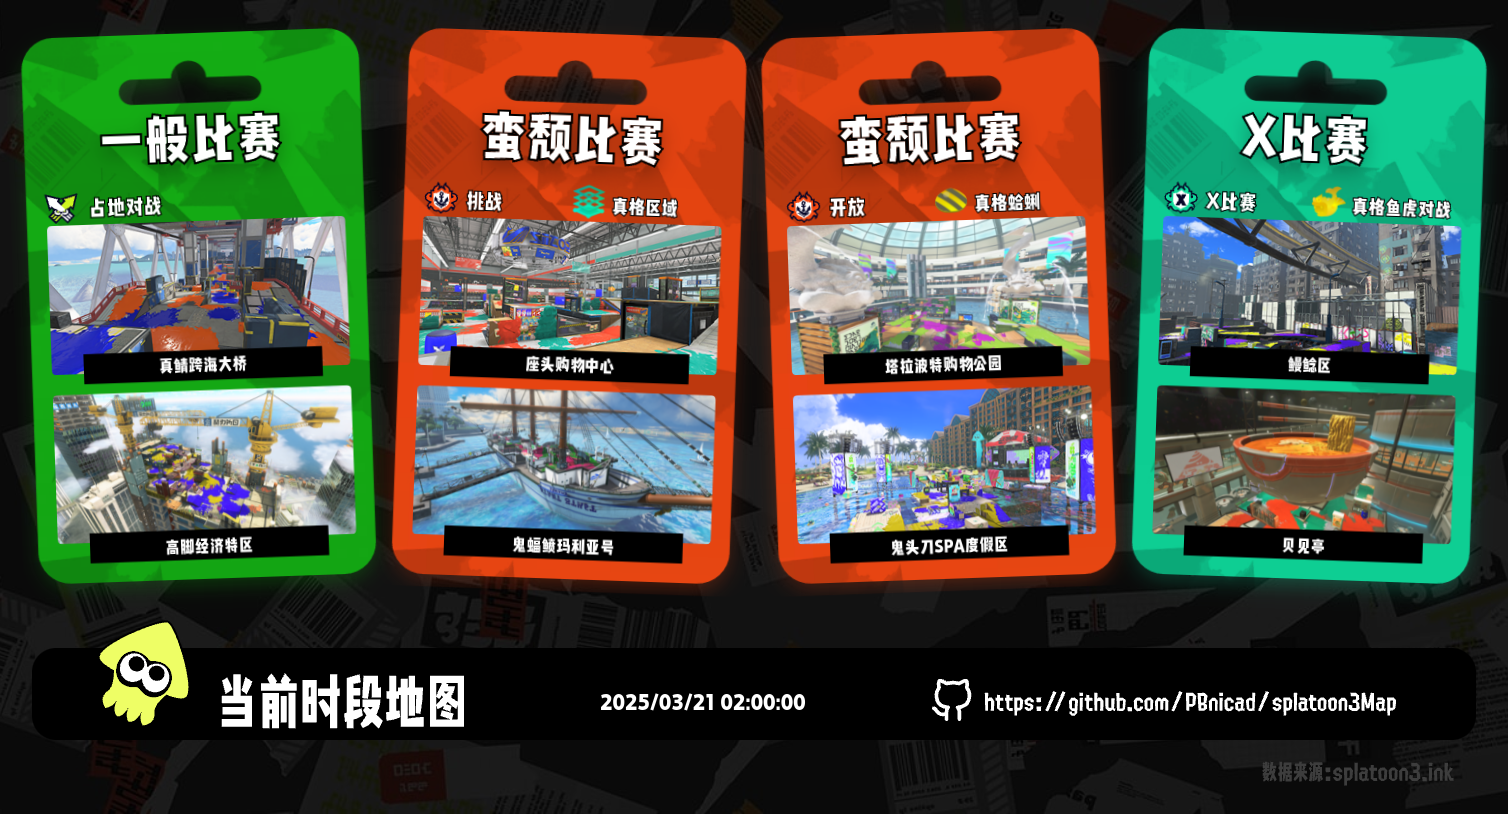 一般比赛
占地对战
真鲭跨海大桥
高脚经济特区
蛮颓比赛
挑战
真格区域
座头购物中心
鬼蝠鲼玛利亚号
蛮颓比赛
开放
真格蛤蜊
塔拉波特购物公园
鬼头刀SPA度假区
X比赛
X比赛
真格鱼虎对战
鳗鲶区
贝见亭
当前时段地图
2025/03/21 02:00:00
https://github.com/PBnicad/splatoon3Map
数据来源:splatoon3.ink